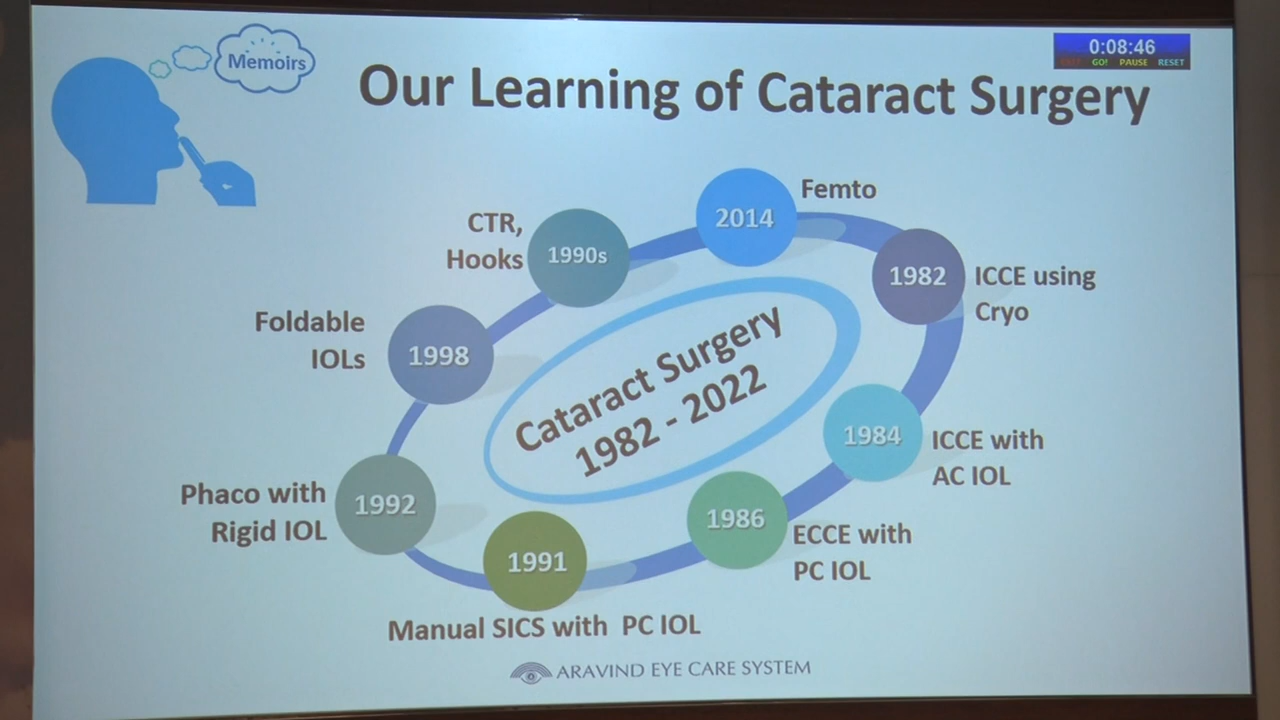 Memoirs
Our Learning of Cataract Surgery
0:08:46
GO! PAUSE RESET
2014
Femto
1982
ICCE using
Cryo
1984
ICCE with
AC IOL
1986
ECCE with
PC IOL
1991
Manual SICS with PC IOL
1992
Phaco with
Rigid IOL
1998
Foldable
IOLs
1990s
CTR,
Hooks
Cataract Surgery
1982 - 2022
ARAVIND EYE CARE SYSTEM